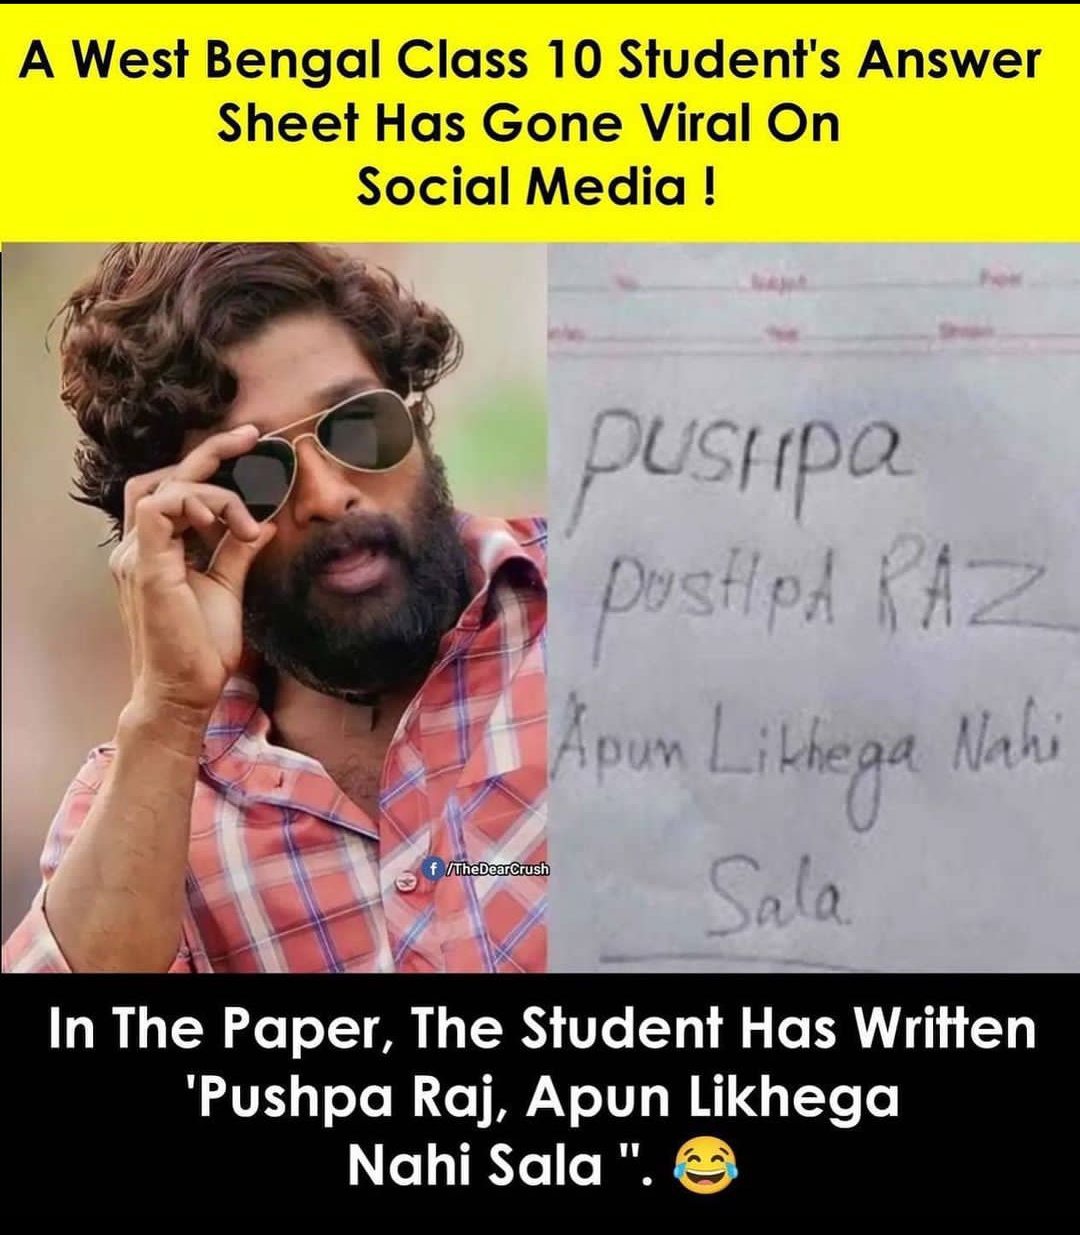 A West Bengal Class 10 Student's Answer
Sheet Has Gone Viral On
Social Media !
pusHpa
pusHpA RAZ
Apun Likhega Nahi
Sala
f /TheDearCrush
In The Paper, The Student Has Written
'Pushpa Raj, Apun Likhega
Nahi Sala ". 😂